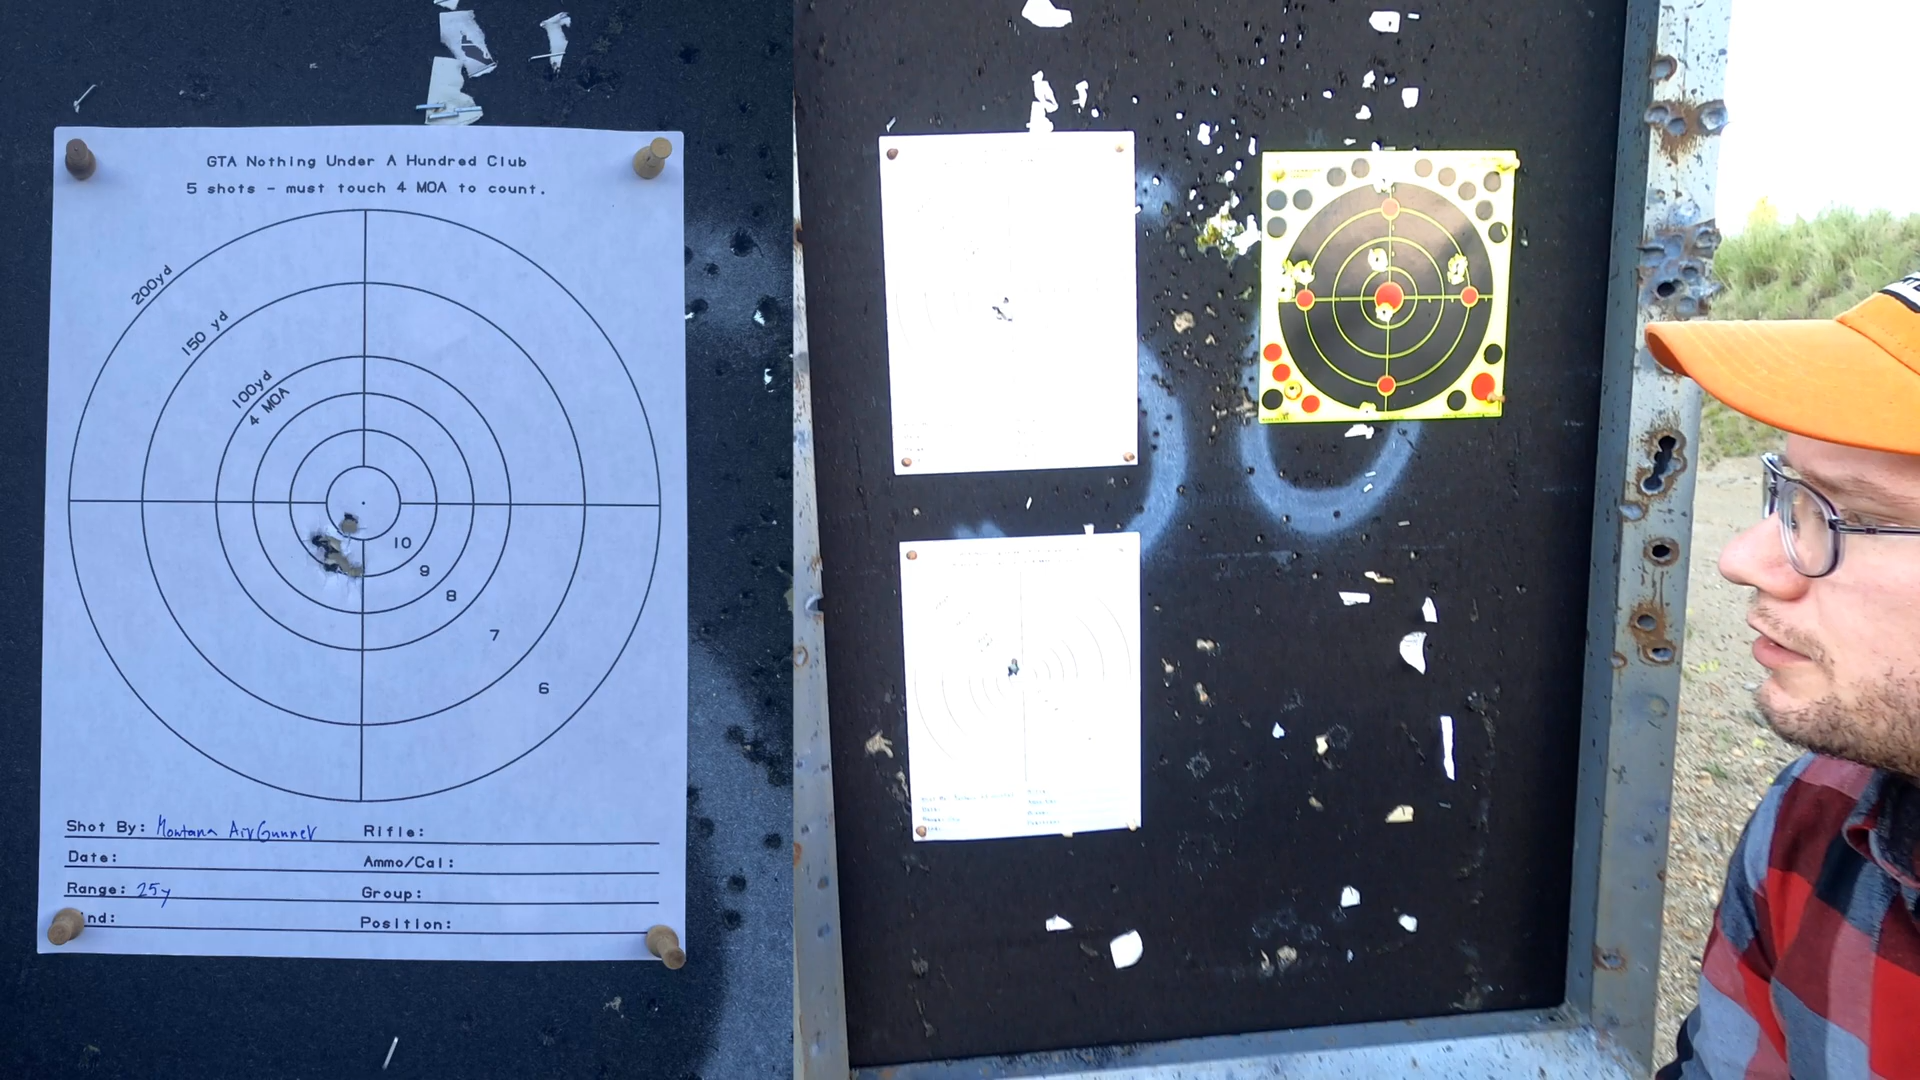 GTA Nothing Under A Hundred Club
5 shots - must touch 4 MOA to count.
200yd
150 yd
100yd
4 MOA
10
9
8
7
6
Shot By: Montana AirGunner Rifle:
Date: Ammo/Cal:
Range: 25y Group:
nd: Position: